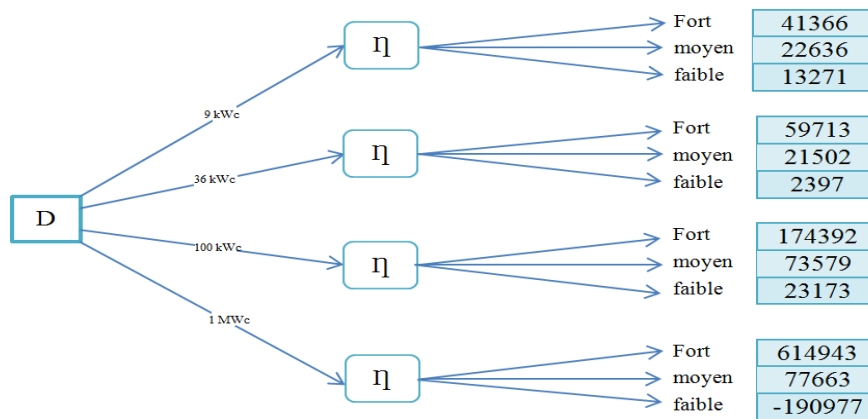 D
9 kWc
η
Fort 41366
moyen 22636
faible 13271
36 kWc
η
Fort 59713
moyen 21502
faible 2397
100 kWc
η
Fort 174392
moyen 73579
faible 23173
1 MWc
η
Fort 614943
moyen 77663
faible -190977